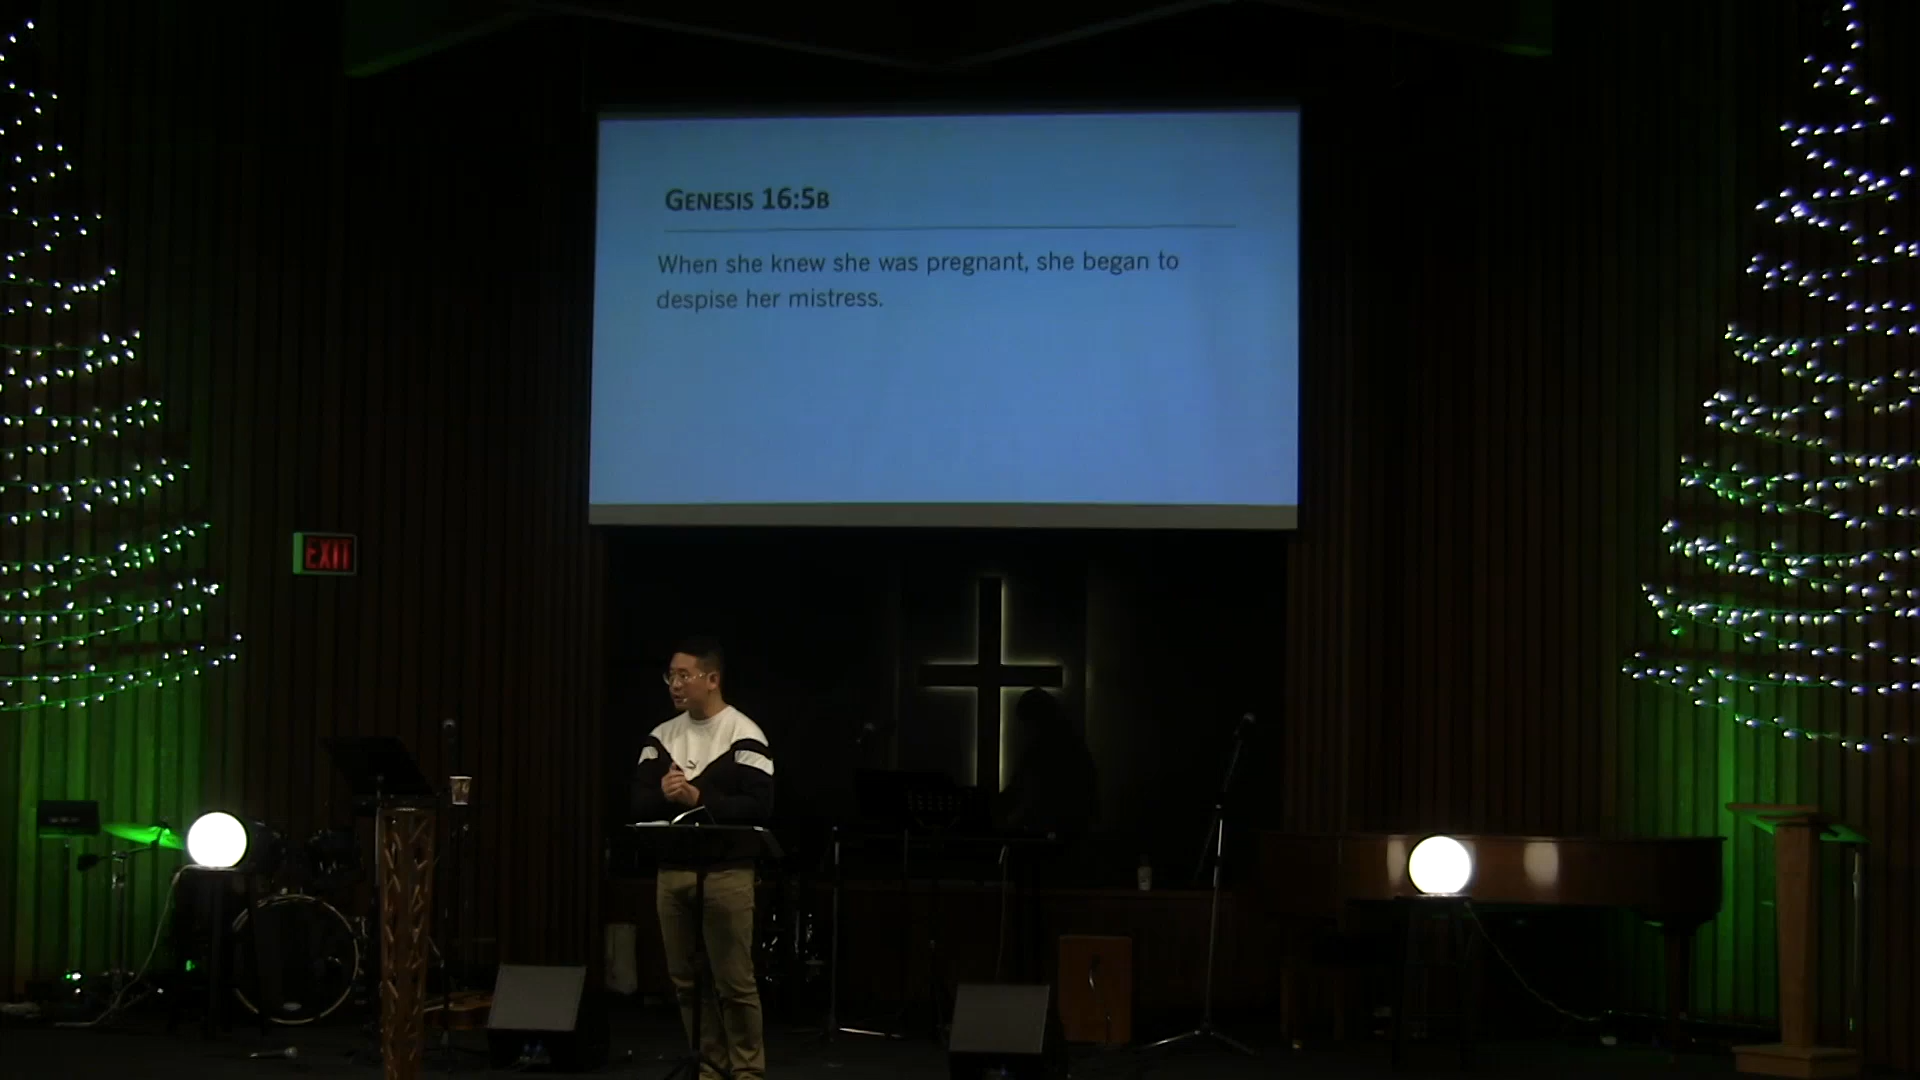 GENESIS 16:5B
When she knew she was pregnant, she began to
despise her mistress.
EXIT